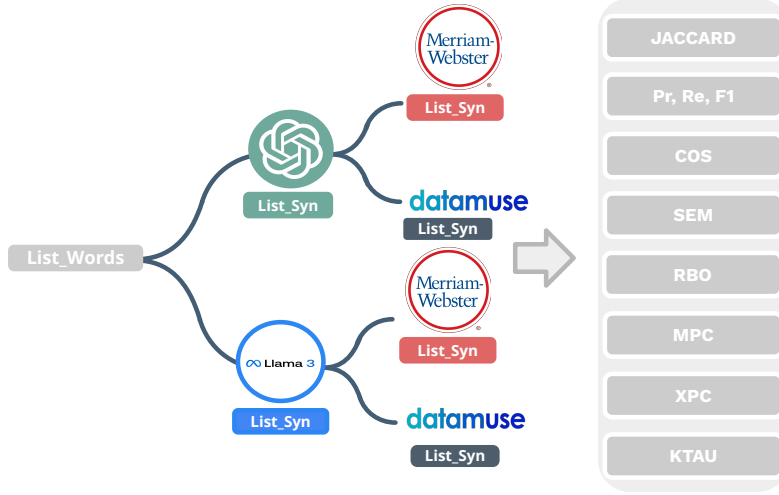 List_Words
List_Syn
Merriam-
Webster
®
List_Syn
datamuse
List_Syn
Llama 3
List_Syn
Merriam-
Webster
®
List_Syn
datamuse
List_Syn
JACCARD
Pr, Re, F1
COS
SEM
RBO
MPC
XPC
KTAU